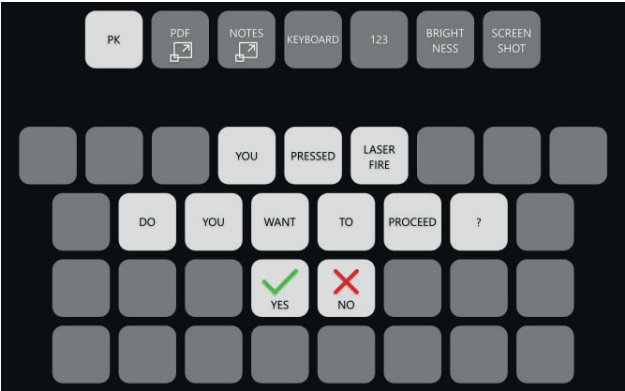 PK PDF NOTES KEYBOARD 123 BRIGHT NESS SCREEN SHOT
YOU PRESSED LASER FIRE
DO YOU WANT TO PROCEED ?
YES NO